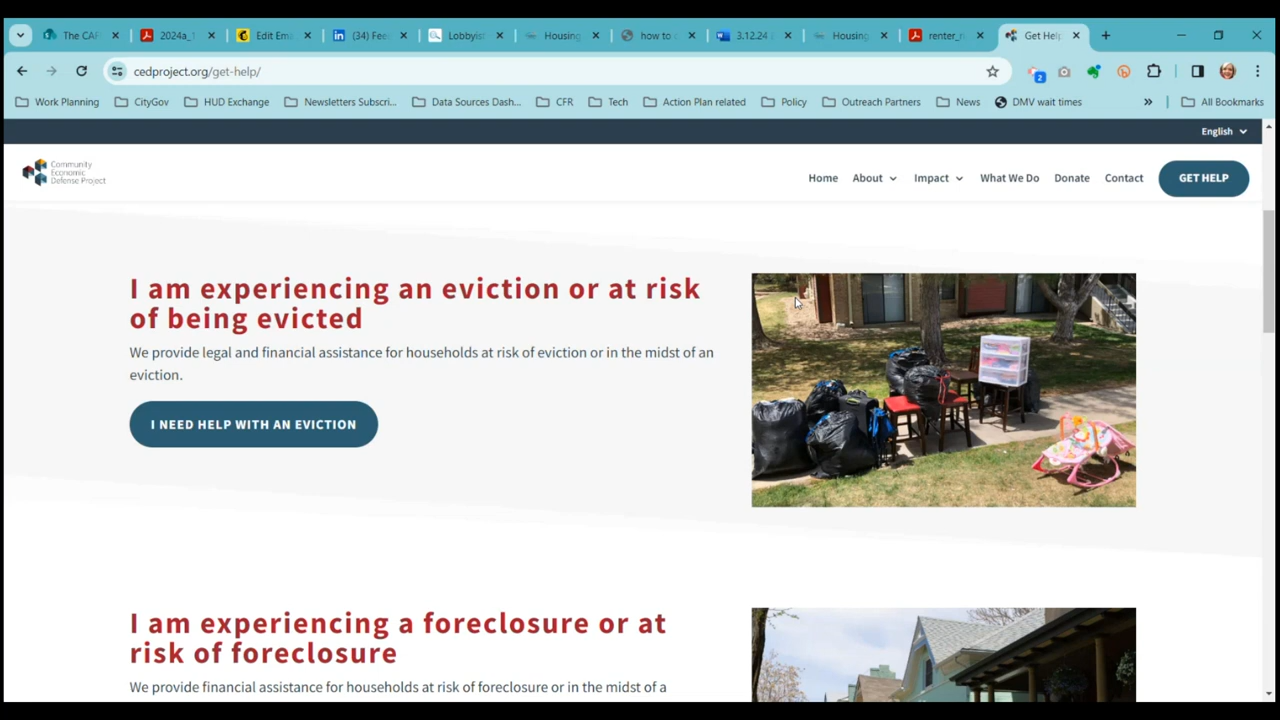 The CAF
2024a_1
Edit Ema
(34) Fee
Lobbyist
Housing
how to c
3.12.24
Housing
renter_r
Get Help
cedproject.org/get-help/
2
Work Planning
CityGov
HUD Exchange
Newsletters Subscri...
Data Sources Dash...
CFR
Tech
Action Plan related
Policy
Outreach Partners
News
DMV wait times
»
All Bookmarks
English
Community
Economic
Defense Project
Home
About
Impact
What We Do
Donate
Contact
GET HELP
I am experiencing an eviction or at risk
of being evicted
We provide legal and financial assistance for households at risk of eviction or in the midst of an
eviction.
I NEED HELP WITH AN EVICTION
I am experiencing a foreclosure or at
risk of foreclosure
We provide financial assistance for households at risk of foreclosure or in the midst of a